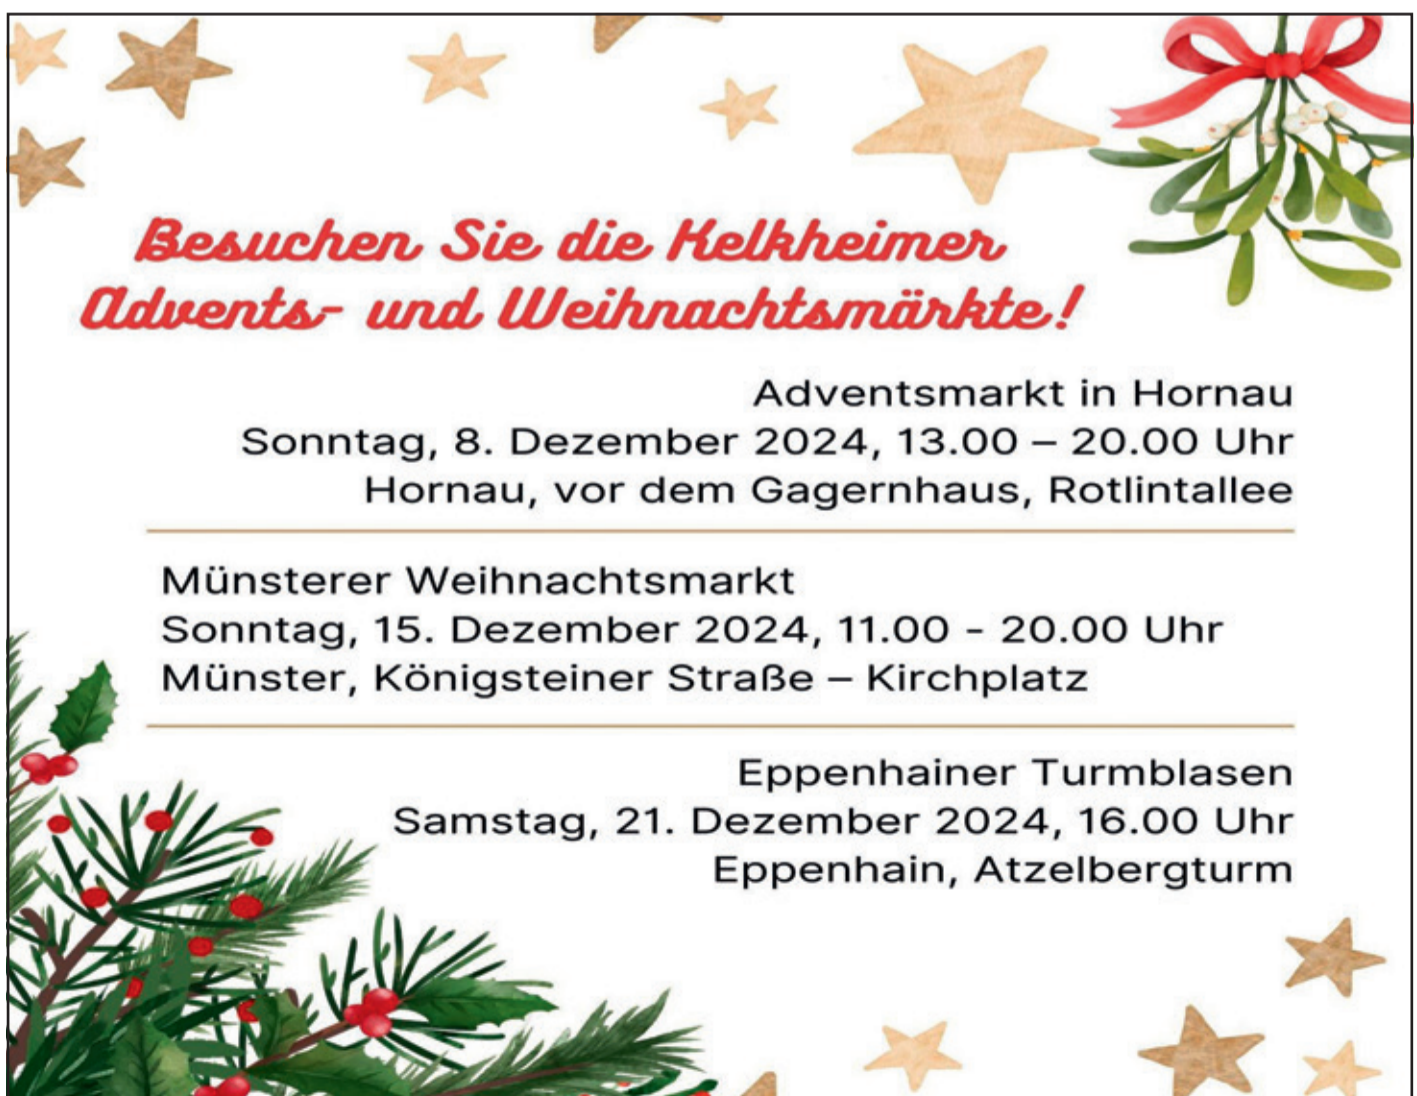 Besuchen Sie die Kelkheimer
Advents- und Weihnachtsmärkte!
Adventsmarkt in Hornau
Sonntag, 8. Dezember 2024, 13.00 – 20.00 Uhr
Hornau, vor dem Gagernhaus, Rotlintallee
Münsterer Weihnachtsmarkt
Sonntag, 15. Dezember 2024, 11.00 - 20.00 Uhr
Münster, Königsteiner Straße – Kirchplatz
Eppenhainer Turmblasen
Samstag, 21. Dezember 2024, 16.00 Uhr
Eppenhain, Atzelbergturm